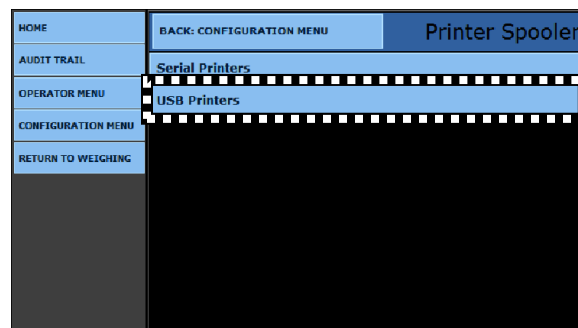 HOME
AUDIT TRAIL
OPERATOR MENU
CONFIGURATION MENU
RETURN TO WEIGHING
BACK: CONFIGURATION MENU
Printer Spooler
Serial Printers
USB Printers